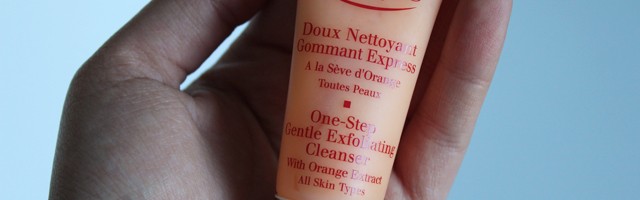 Doux Nettoyant
Gommant Express
A la Sève d'Orange
Toutes Peaux
One-Step
Gentle Exfoliating
Cleanser
With Orange Extract
All Skin Types